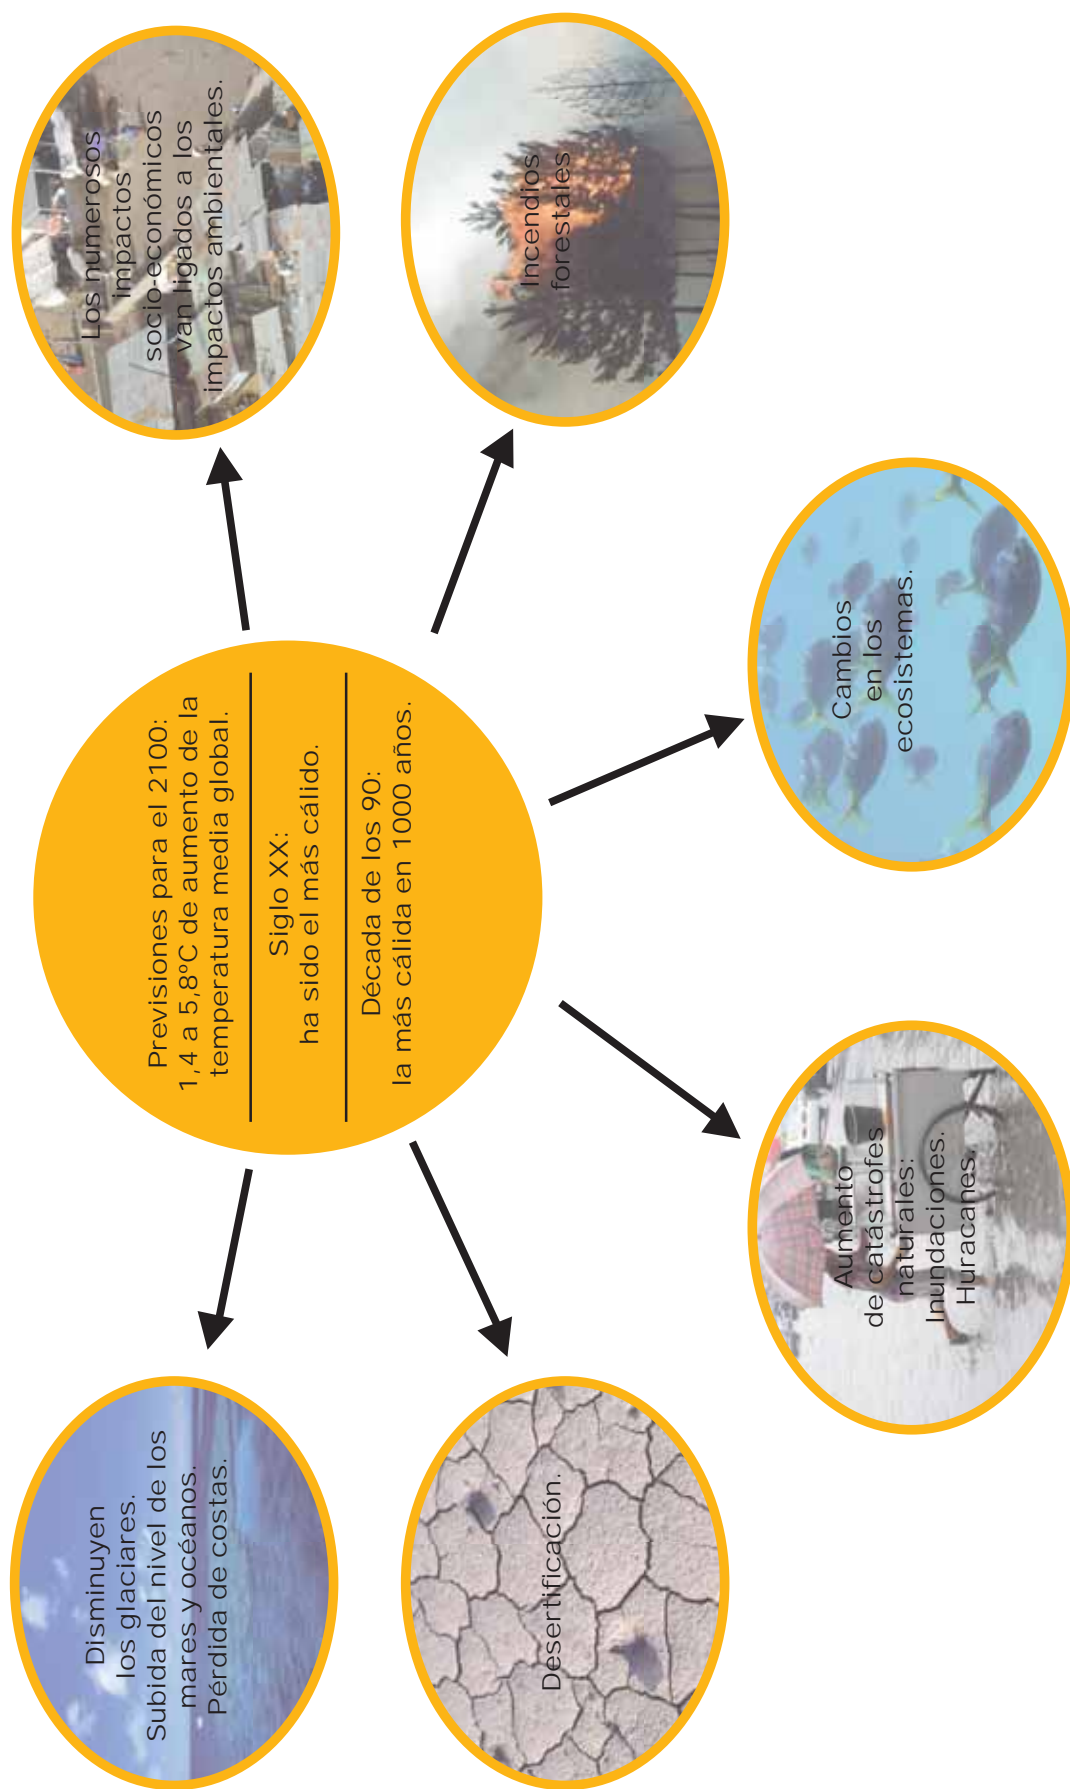 Disminuyen
los glaciares.
Subida del nivel de los
mares y océanos.
Pérdida de costas.
Previsiones para el 2100:
1,4 a 5,8ºC de aumento de la
temperatura media global.
Siglo XX:
ha sido el más cálido.
Década de los 90:
la más cálida en 1000 años.
Los numerosos
impactos
socio-económicos
van ligados a los
impactos ambientales.
Desertificación.
Incendios
forestales
Aumento
de catástrofes
naturales:
Inundaciones.
Huracanes.
Cambios
en los
ecosistemas.